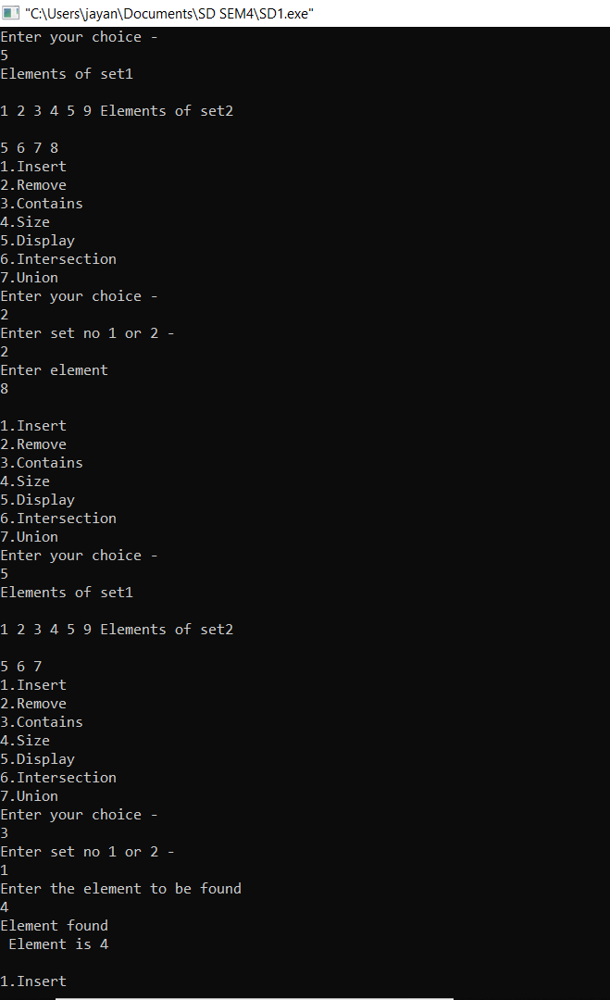 "C:\Users\jayan\Documents\SD SEM4\SD1.exe"
Enter your choice -
5
Elements of set1
1 2 3 4 5 9 Elements of set2
5 6 7 8
1.Insert
2.Remove
3.Contains
4.Size
5.Display
6.Intersection
7.Union
Enter your choice -
2
Enter set no 1 or 2 -
2
Enter element
8
1.Insert
2.Remove
3.Contains
4.Size
5.Display
6.Intersection
7.Union
Enter your choice -
5
Elements of set1
1 2 3 4 5 9 Elements of set2
5 6 7
1.Insert
2.Remove
3.Contains
4.Size
5.Display
6.Intersection
7.Union
Enter your choice -
3
Enter set no 1 or 2 -
1
Enter the element to be found
4
Element found
 Element is 4
1.Insert